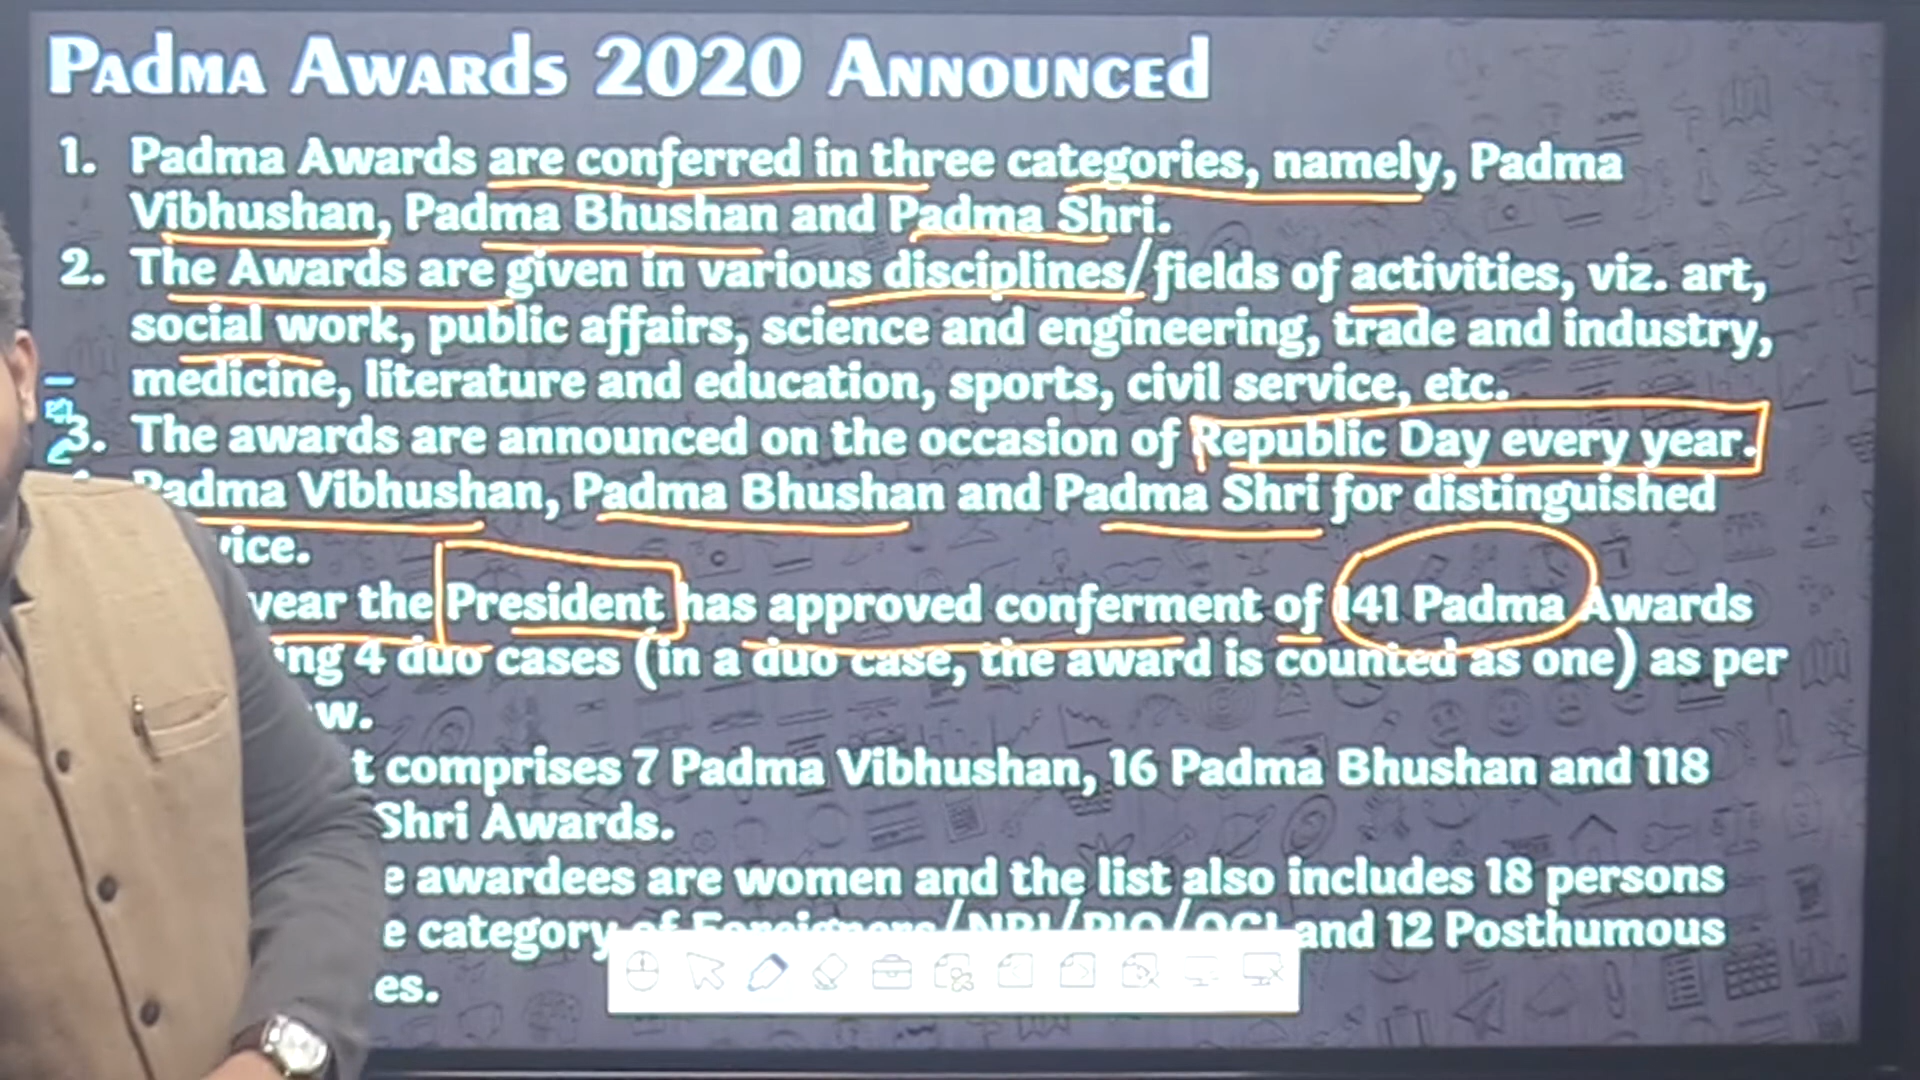 Padma Awards 2020 Announced
1. Padma Awards are conferred in three categories, namely, Padma
Vibhushan, Padma Bhushan and Padma Shri.
2. The Awards are given in various disciplines/fields of activities, viz. art,
social work, public affairs, science and engineering, trade and industry,
medicine, literature and education, sports, civil service, etc.
3. The awards are announced on the occasion of Republic Day every year.
Padma Vibhushan, Padma Bhushan and Padma Shri for distinguished
year the President has approved conferment of 141 Padma Awards
4 duo cases (in a duo case, the award is counted as one) as per
comprises 7 Padma Vibhushan, 16 Padma Bhushan and 118
Shri Awards.
awardees are women and the list also includes 18 persons
category of Foreigners/NRI/PIO/OCI and 12 Posthumous